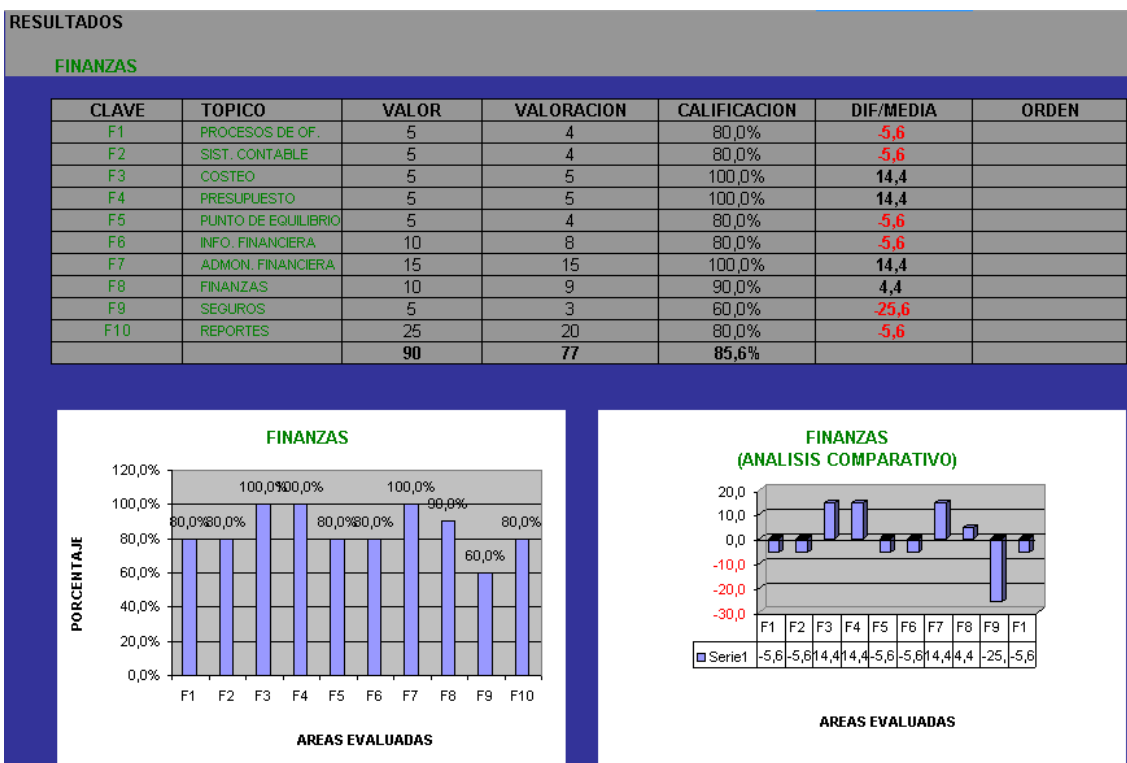 RESULTADOS
FINANZAS
CLAVE TOPICO VALOR VALORACION CALIFICACION DIF/MEDIA ORDEN
F1 PROCESOS DE OF. 5 4 80,0% -5,6
F2 SIST. CONTABLE 5 4 80,0% -5,6
F3 COSTEO 5 5 100,0% 14,4
F4 PRESUPUESTO 5 5 100,0% 14,4
F5 PUNTO DE EQUILIBRIO 5 4 80,0% -5,6
F6 INFO. FINANCIERA 10 8 80,0% -5,6
F7 ADMON. FINANCIERA 15 15 100,0% 14,4
F8 FINANZAS 10 9 90,0% 4,4
F9 SEGUROS 5 3 60,0% -25,6
F10 REPORTES 25 20 80,0% -5,6
90 77 85,6%
FINANZAS
PORCENTAJE
120,0%
100,0%
80,0%
60,0%
40,0%
20,0%
0,0%
80,0% 80,0% 100,0% 100,0% 80,0% 80,0% 100,0% 90,0% 60,0% 80,0%
F1 F2 F3 F4 F5 F6 F7 F8 F9 F10
AREAS EVALUADAS
FINANZAS
(ANALISIS COMPARATIVO)
20,0
10,0
0,0
-10,0
-20,0
-30,0
F1 F2 F3 F4 F5 F6 F7 F8 F9 F1
Serie1 -5,6 -5,6 14,4 14,4 -5,6 -5,6 14,4 4,4 -25, -5,6
AREAS EVALUADAS